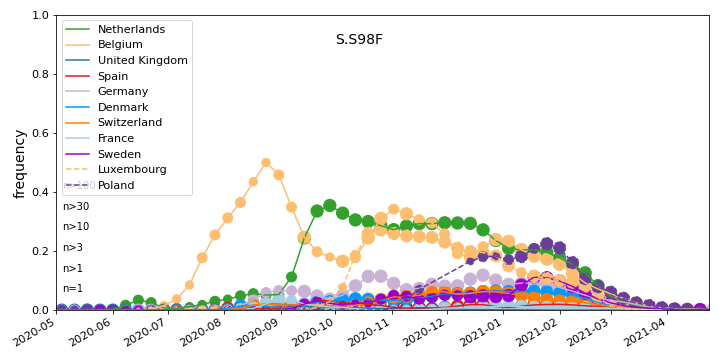 S.S98F
Netherlands
Belgium
United Kingdom
Spain
Germany
Denmark
Switzerland
France
Sweden
Luxembourg
Poland
n>100
n>30
n>10
n>3
n>1
n=1
frequency
1.0
0.8
0.6
0.4
0.2
0.0
2020-05
2020-06
2020-07
2020-08
2020-09
2020-10
2020-11
2020-12
2021-01
2021-02
2021-03
2021-04